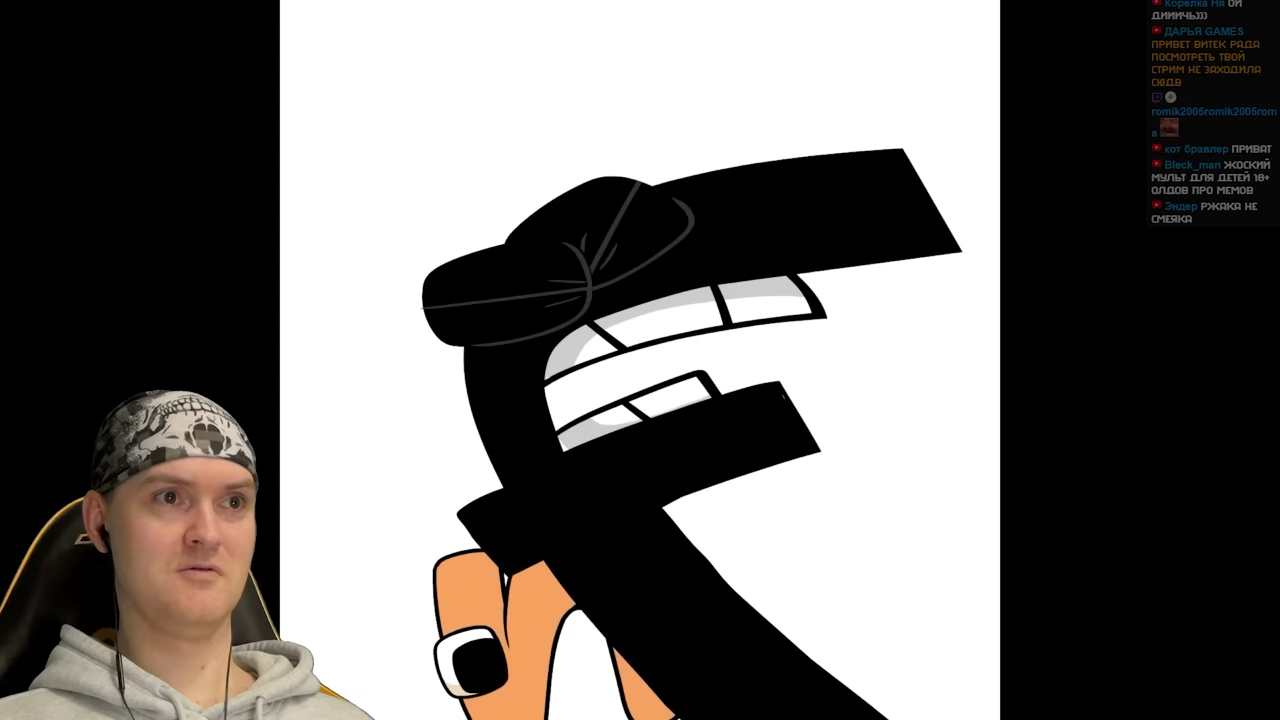 Корелка Ня ОЙ
ДИИИЧЬ)))
ДАРЬЯ GAMES
ПРИВЕТ ВИТЕК РАДА
ПОСМОТРЕТЬ ТВОЙ
СТРИМ НЕ ЗАХОДИЛА
СЮДВ
romik2005romik2005rom
a
кот бравлер ПРИВАТ
Bleck_man ЖОСКИЙ
МУЛЬТ ДЛЯ ДЕТЕЙ 18+
ОЛДОВ ПРО МЕМОВ
Эндер РЖАКА НЕ
СМЕЯКА